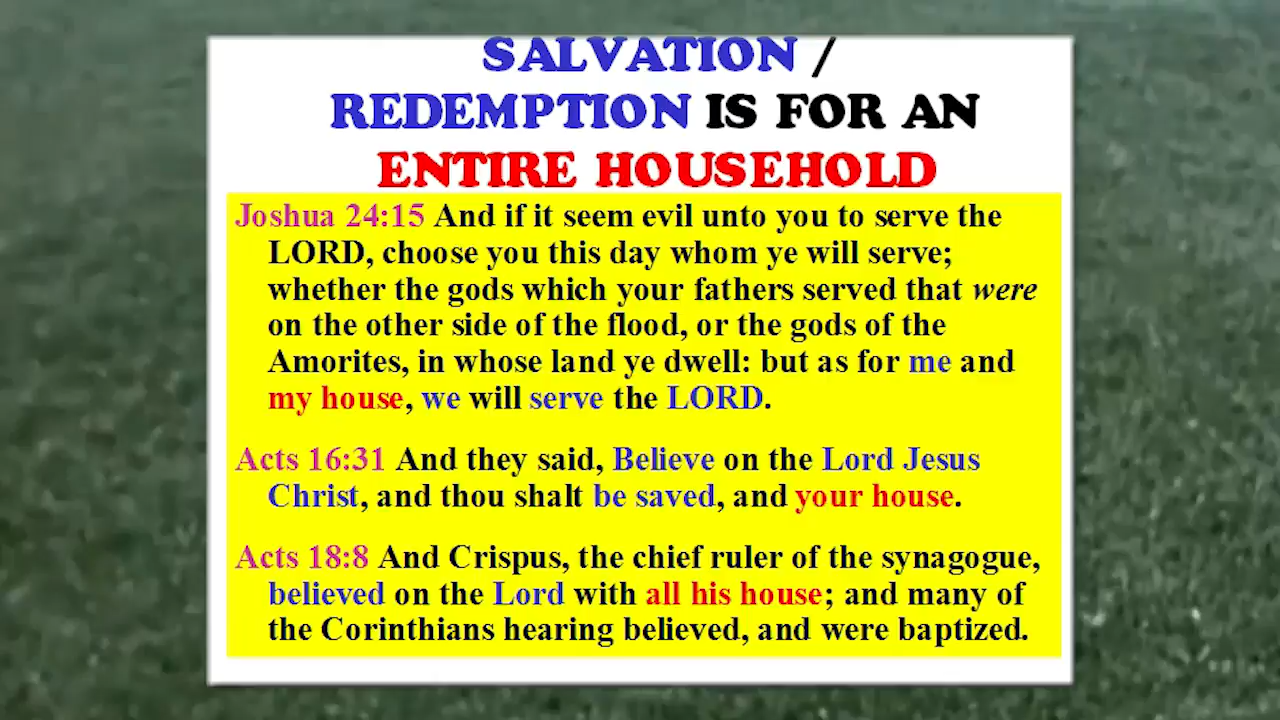 SALVATION /
REDEMPTION IS FOR AN
ENTIRE HOUSEHOLD
Joshua 24:15 And if it seem evil unto you to serve the
LORD, choose you this day whom ye will serve;
whether the gods which your fathers served that were
on the other side of the flood, or the gods of the
Amorites, in whose land ye dwell: but as for me and
my house, we will serve the LORD.
Acts 16:31 And they said, Believe on the Lord Jesus
Christ, and thou shalt be saved, and your house.
Acts 18:8 And Crispus, the chief ruler of the synagogue,
believed on the Lord with all his house; and many of
the Corinthians hearing believed, and were baptized.